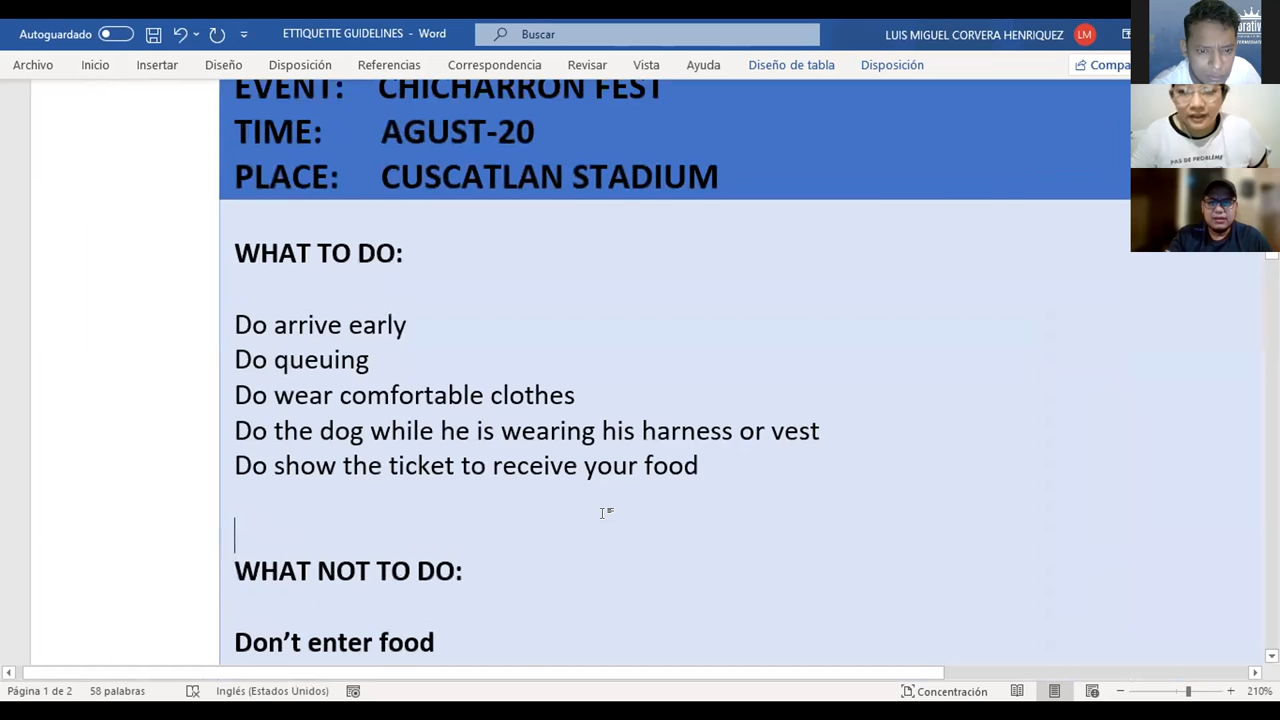 Autoguardado
ETTIQUETTE GUIDELINES - Word
Buscar
LUIS MIGUEL CORVERA HENRIQUEZ
LM
Archivo
Inicio
Insertar
Diseño
Disposición
Referencias
Correspondencia
Revisar
Vista
Ayuda
Diseño de tabla
Disposición
Compa
EVENT: CHICHARRON FEST
TIME: AGUST-20
PLACE: CUSCATLAN STADIUM
PAS DE PROBLÉME
WHAT TO DO:
Do arrive early
Do queuing
Do wear comfortable clothes
Do the dog while he is wearing his harness or vest
Do show the ticket to receive your food
WHAT NOT TO DO:
Don’t enter food
Página 1 de 2
58 palabras
Inglés (Estados Unidos)
Concentración
210%